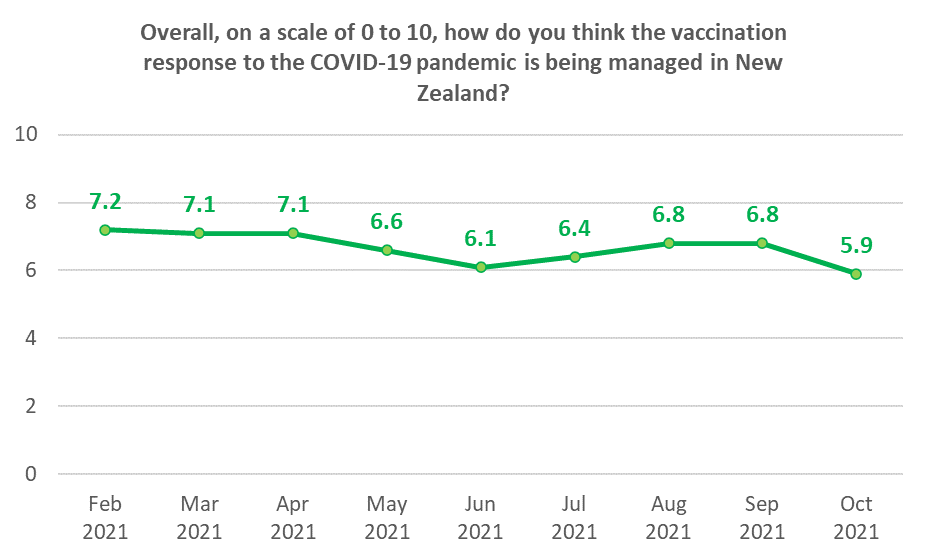 Overall, on a scale of 0 to 10, how do you think the vaccination
response to the COVID-19 pandemic is being managed in New
Zealand?
10
8
6
4
2
0
7.2
7.1
7.1
6.6
6.1
6.4
6.8
6.8
5.9
Feb
2021
Mar
2021
Apr
2021
May
2021
Jun
2021
Jul
2021
Aug
2021
Sep
2021
Oct
2021